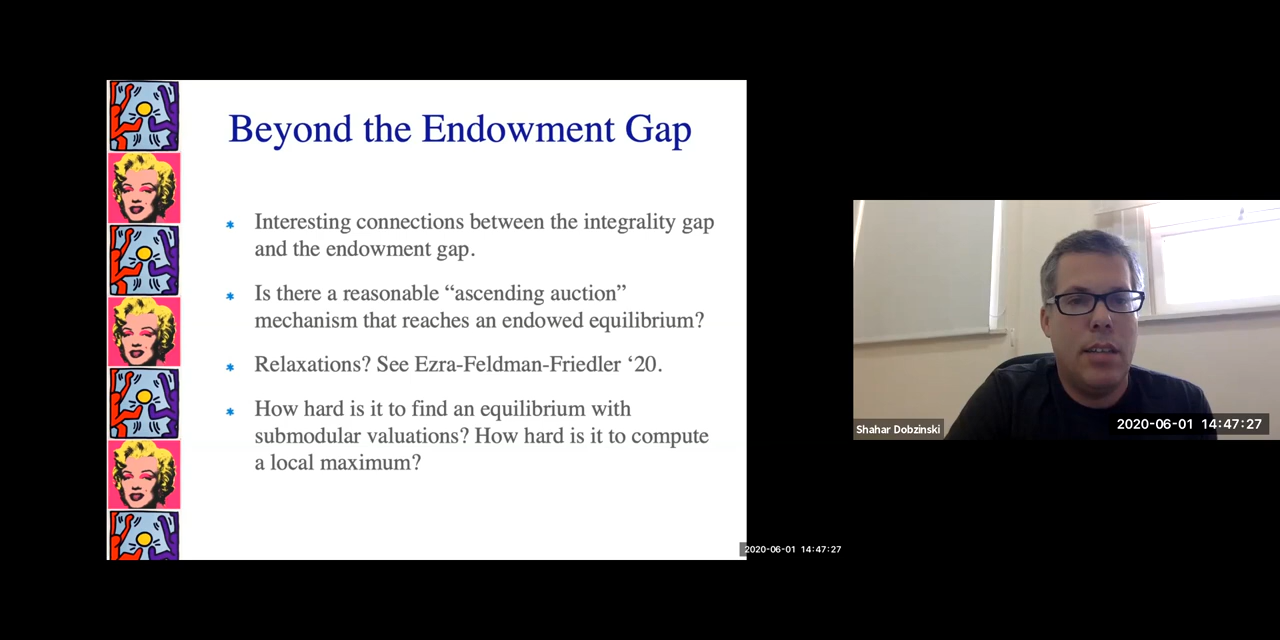 Beyond the Endowment Gap
* Interesting connections between the integrality gap
and the endowment gap.
* Is there a reasonable “ascending auction”
mechanism that reaches an endowed equilibrium?
* Relaxations? See Ezra-Feldman-Friedler ‘20.
* How hard is it to find an equilibrium with
submodular valuations? How hard is it to compute
a local maximum?
2020-06-01 14:47:27
Shahar Dobzinski
2020-06-01 14:47:27